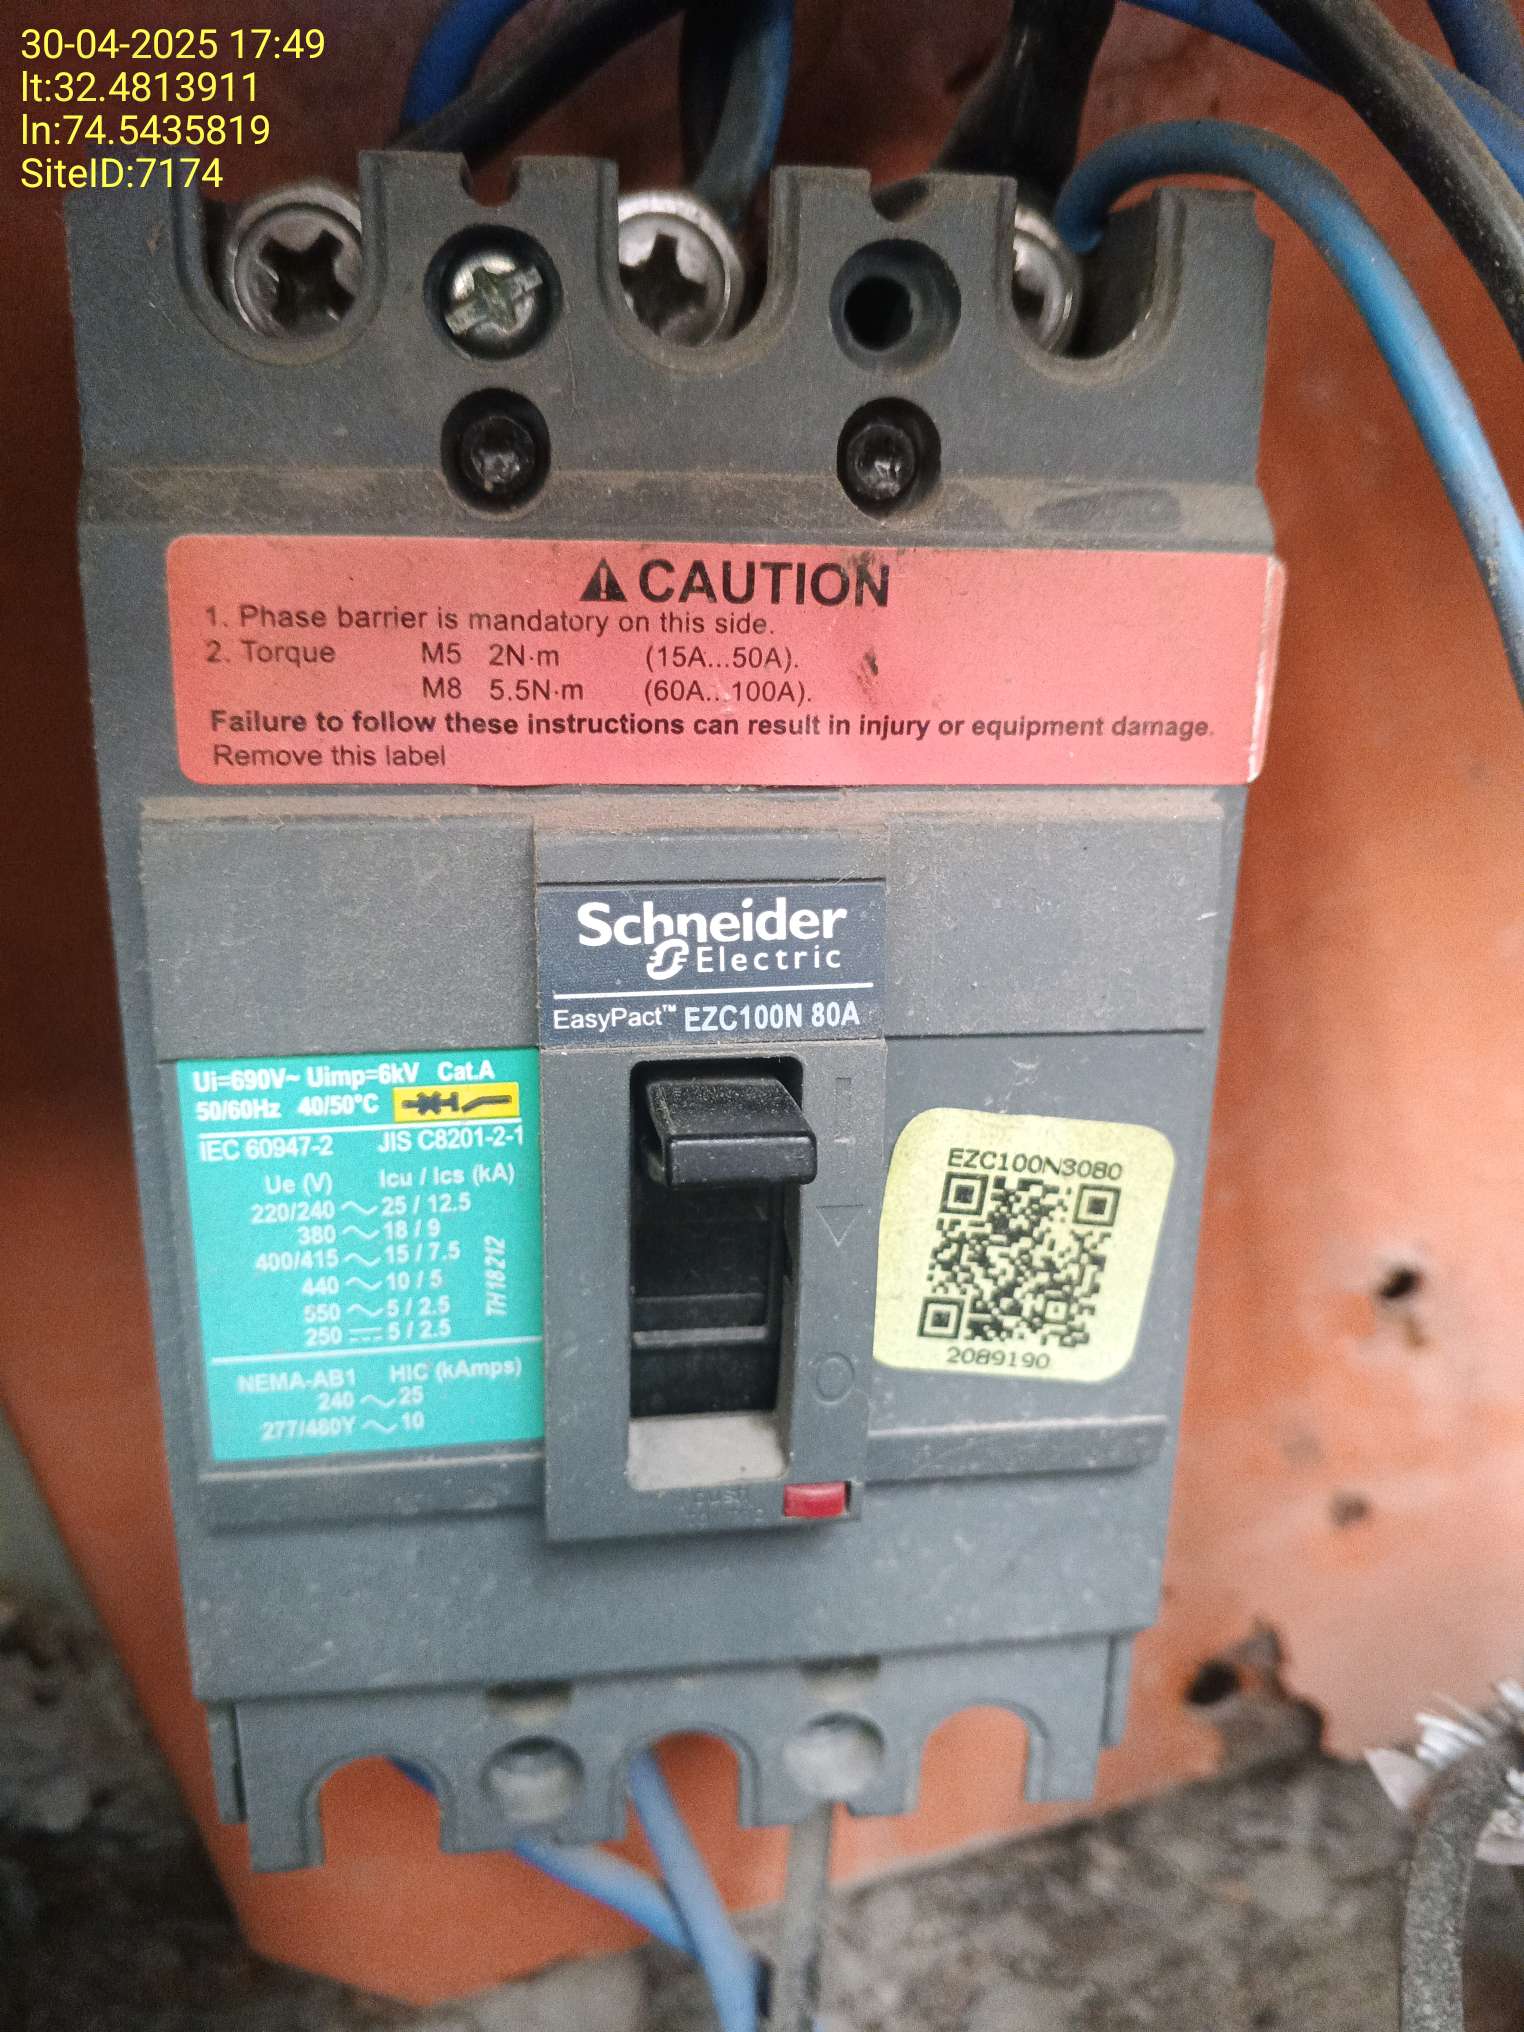 30-04-2025 17:49
lt:32.4813911
ln:74.5435819
SiteID:7174
⚠ CAUTION
1. Phase barrier is mandatory on this side.
2. Torque M5 2N·m (15A...50A).
M8 5.5N·m (60A...100A).
Failure to follow these instructions can result in injury or equipment damage.
Remove this label
Schneider
Electric
EasyPact™ EZC100N 80A
Ui=690V~ Uimp=6kV Cat.A
50/60Hz 40/50°C
IEC 60947-2 JIS C8201-2-1
Ue (V) Icu / Ics (kA)
220/240 ~ 25 / 12.5
380 ~ 18 / 9
400/415 ~ 15 / 7.5
440 ~ 10 / 5
550 ~ 5 / 2.5
250 ⎓ 5 / 2.5
TH18212
NEMA-AB1 HIC (kAmps)
240 ~ 25
277/480Y ~ 10
EZC100N3080
2089190
I
O
PUSH